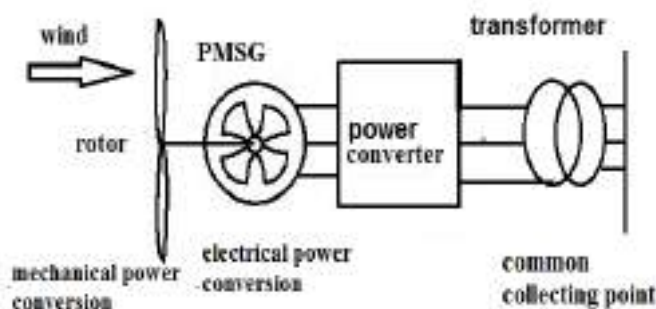 wind
transformer
PMSG
rotor
power
converter
mechanical power
conversion
electrical power
conversion
common
collecting point